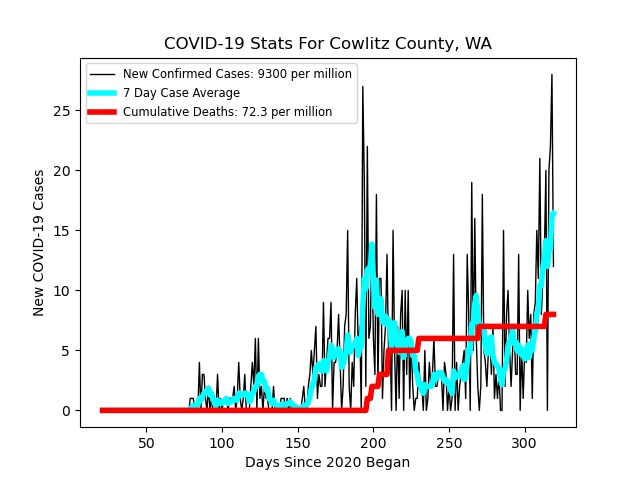 COVID-19 Stats For Cowlitz County, WA
New Confirmed Cases: 9300 per million
7 Day Case Average
Cumulative Deaths: 72.3 per million
New COVID-19 Cases
25
20
15
10
5
0
50 100 150 200 250 300
Days Since 2020 Began